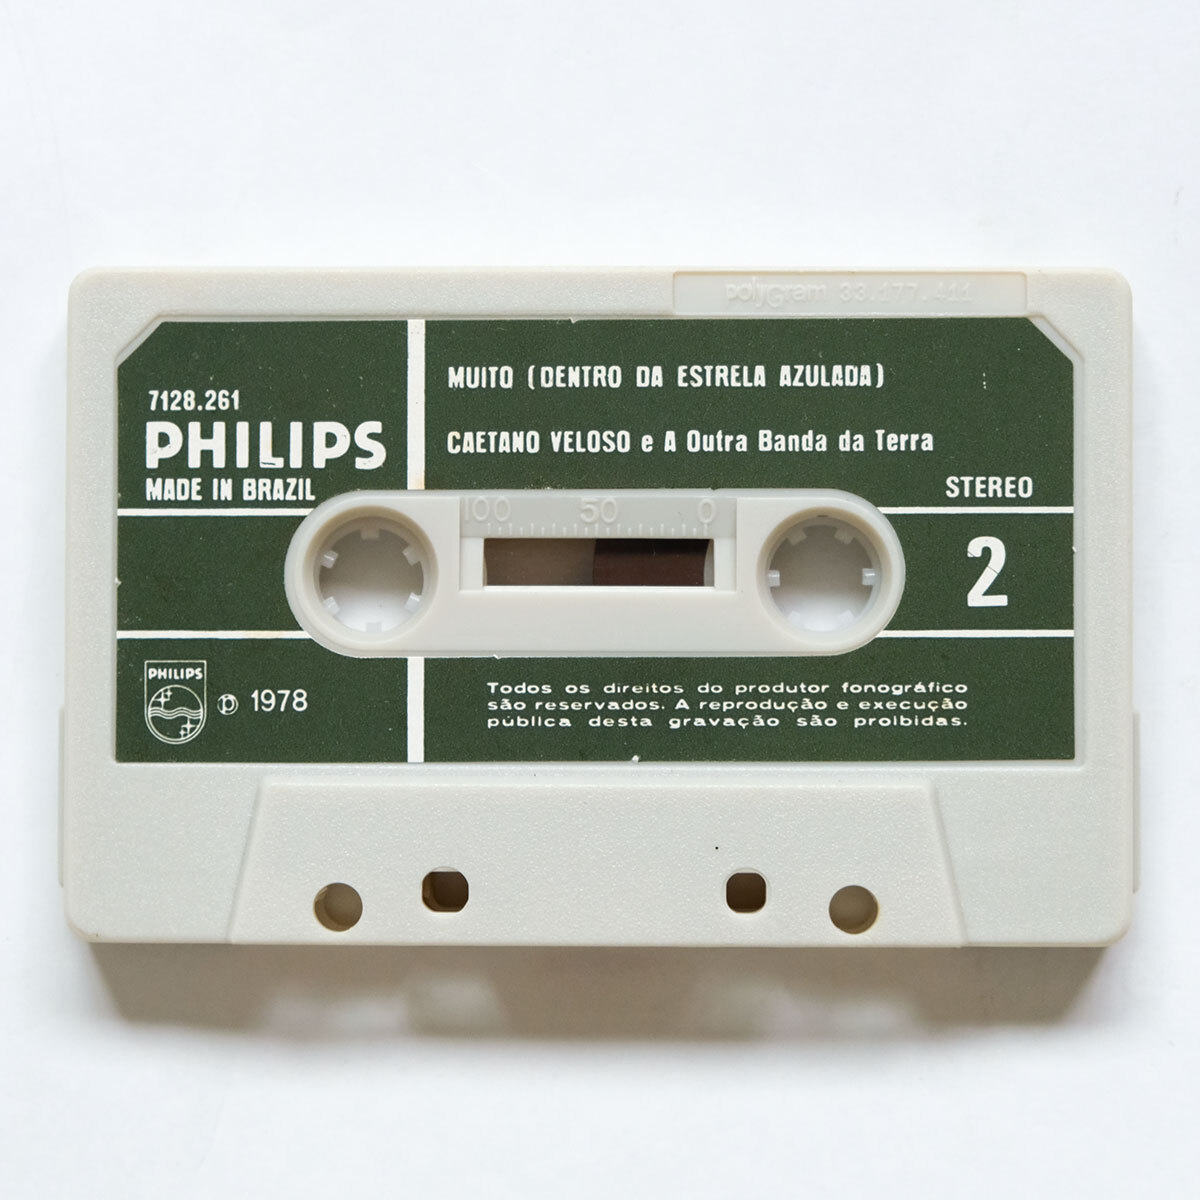 polyGram 33.177.411
MUITO (DENTRO DA ESTRELA AZULADA)
7128.261
PHILIPS
CAETANO VELOSO e A Outra Banda da Terra
MADE IN BRAZIL
STEREO
100 50 0
2
PHILIPS
℗ 1978
Todos os direitos do produtor fonográfico
são reservados. A reprodução e execução
pública desta gravação são proibidas.